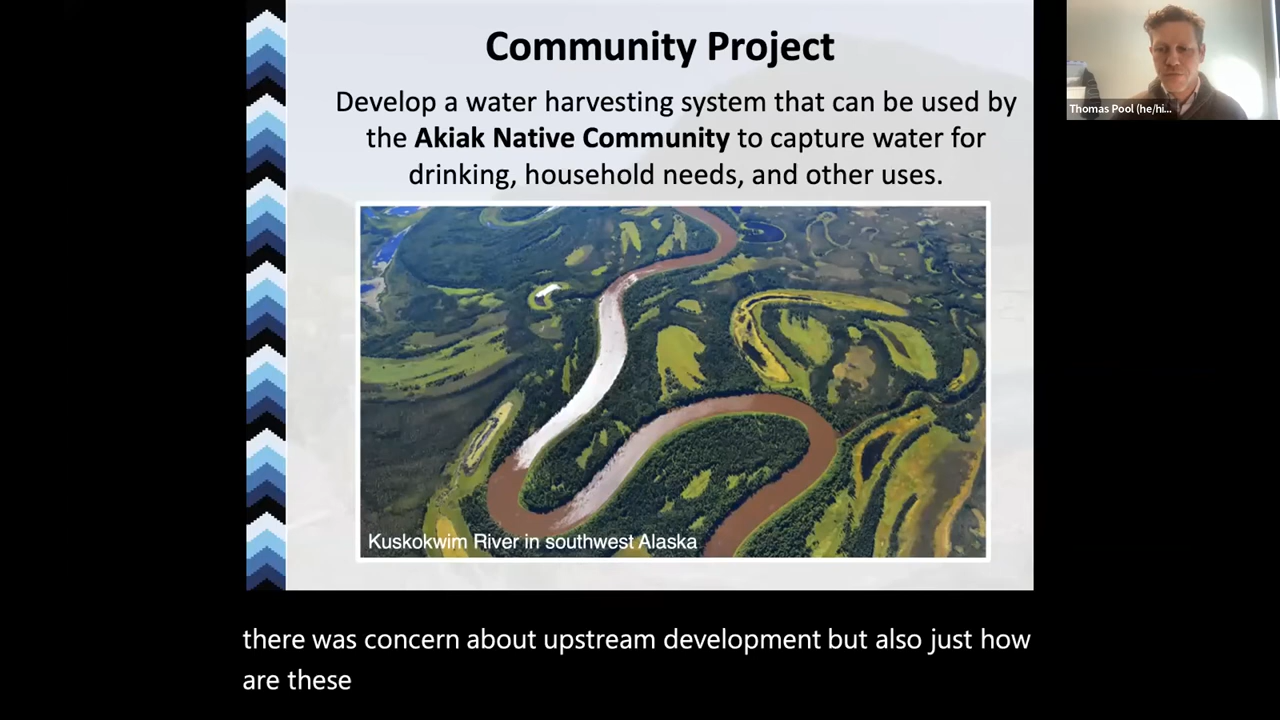 Community Project
Develop a water harvesting system that can be used by
the Akiak Native Community to capture water for
drinking, household needs, and other uses.
Kuskokwim River in southwest Alaska
Thomas Pool (he/hi...
there was concern about upstream development but also just how
are these